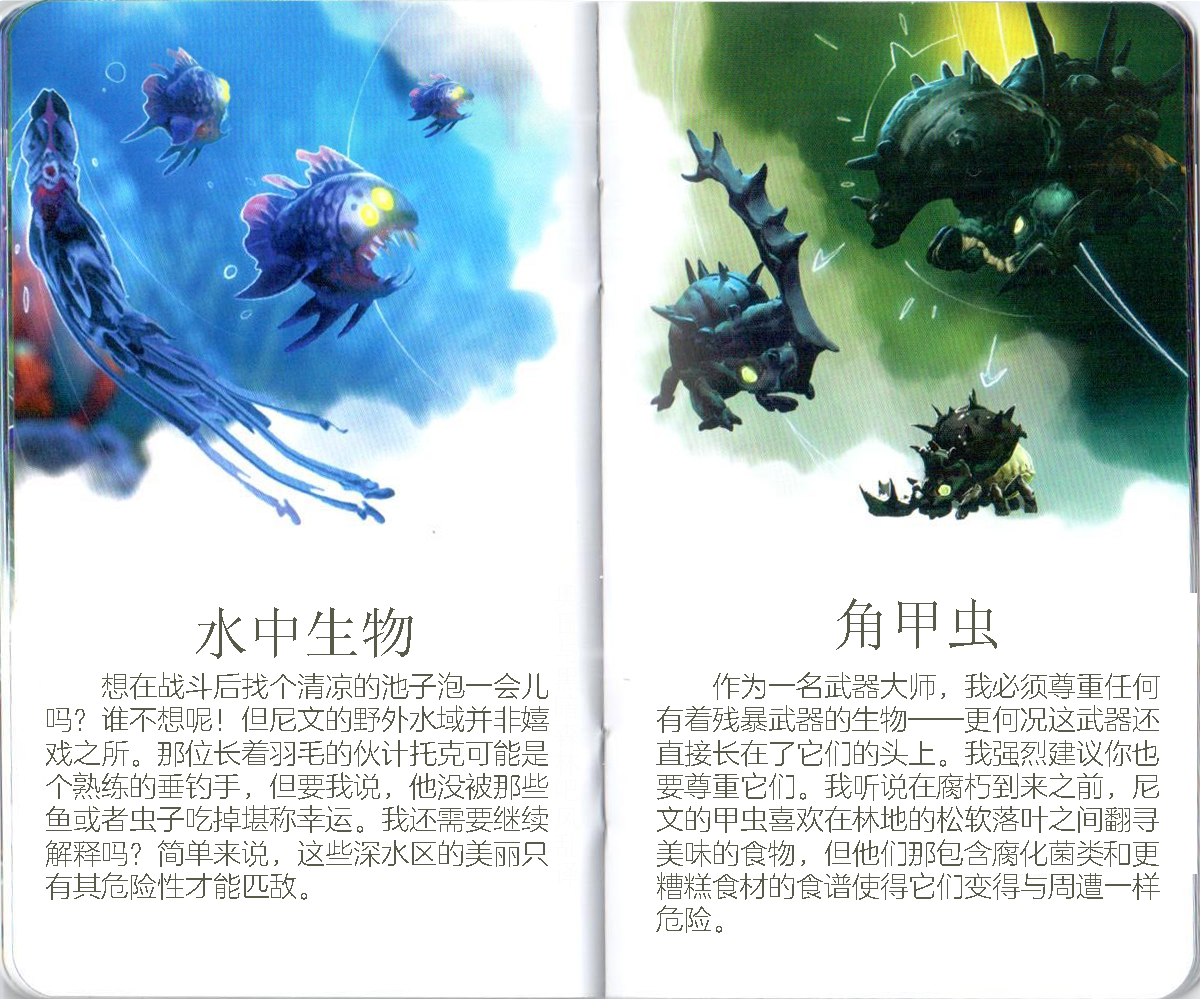 水中生物
想在战斗后找个清凉的池子泡一会儿
吗？谁不想呢！但尼文的野外水域并非嬉
戏之所。那位长着羽毛的伙计托克可能是
个熟练的垂钓手，但要我说，他没被那些
鱼或者虫子吃掉堪称幸运。我还需要继续
解释吗？简单来说，这些深水区的美丽只
有其危险性才能匹敌。
角甲虫
作为一名武器大师，我必须尊重任何
有着残暴武器的生物——更何况这武器还
直接长在了它们的头上。我强烈建议你也
要尊重它们。我听说在腐朽到来之前，尼
文的甲虫喜欢在林地的松软落叶之间翻寻
美味的食物，但他们那包含腐化菌类和更
糟糕食材的食谱使得它们变得与周遭一样
危险。